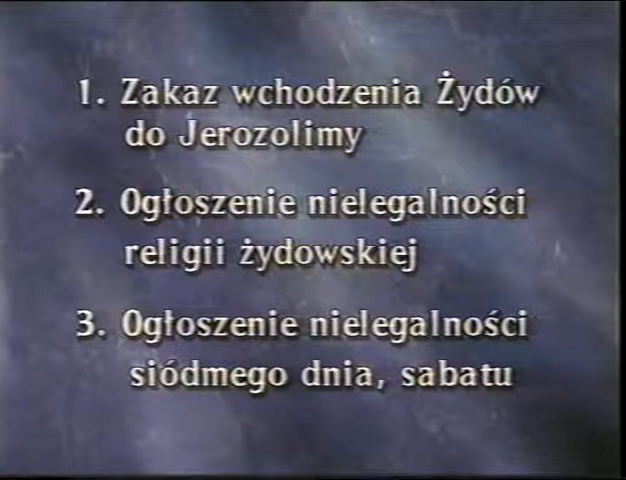 1. Zakaz wchodzenia Żydów
do Jerozolimy
2. Ogłoszenie nielegalności
religii żydowskiej
3. Ogłoszenie nielegalności
siódmego dnia, sabatu